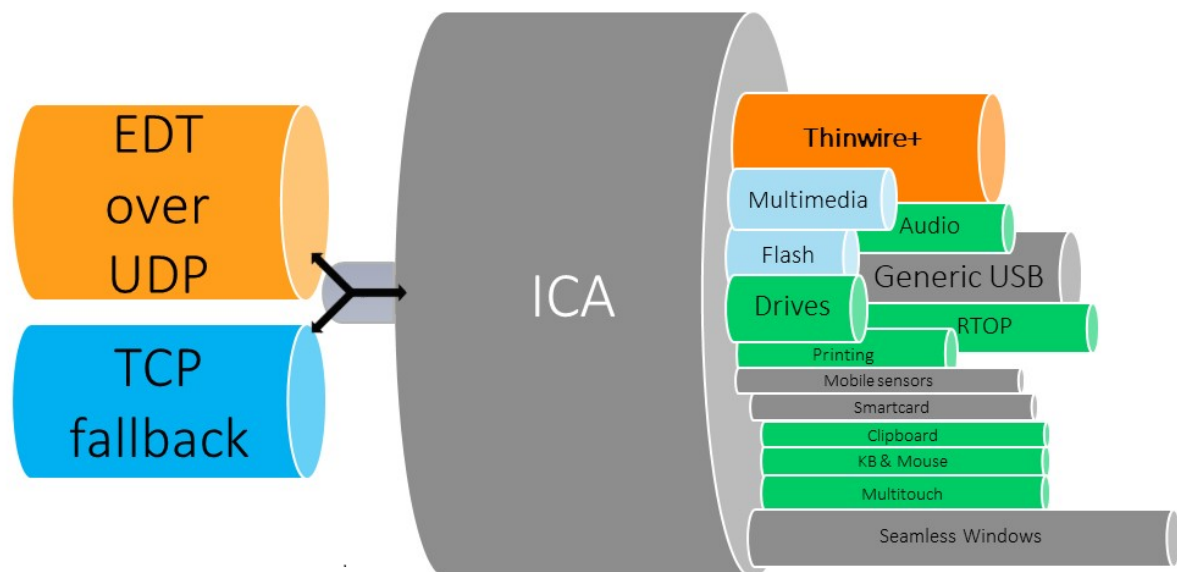 EDT
over
UDP
TCP
fallback
ICA
Thinwire+
Multimedia
Audio
Flash
Generic USB
Drives
RTOP
Printing
Mobile sensors
Smartcard
Clipboard
KB & Mouse
Multitouch
Seamless Windows